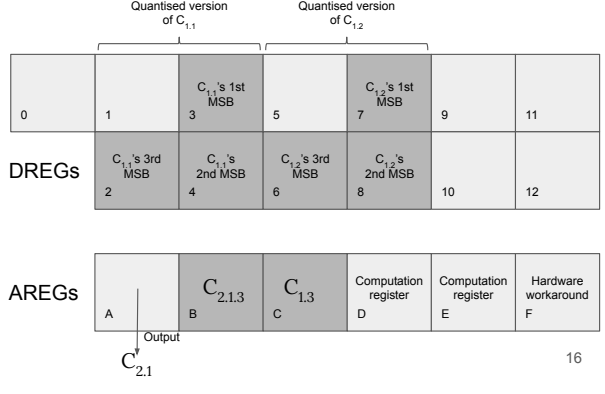 Quantised version
of C1.1
Quantised version
of C1.2
0
1
C1.1's 1st
MSB
3
5
C1.2's 1st
MSB
7
9
11
DREGs
C1.1's 3rd
MSB
2
C1.1's
2nd MSB
4
C1.2's 3rd
MSB
6
C1.2's
2nd MSB
8
10
12
AREGs
A
C2.1.3
B
C1.3
C
Computation
register
D
Computation
register
E
Hardware
workaround
F
Output
C2.1
16